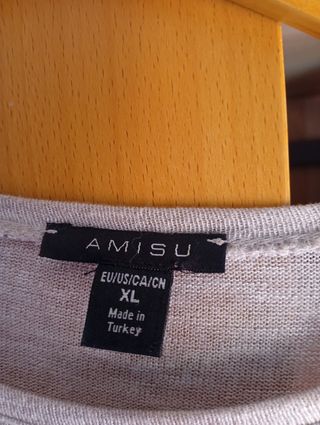 AMISU
EU/US/CA/CN
XL
Made in
Turkey